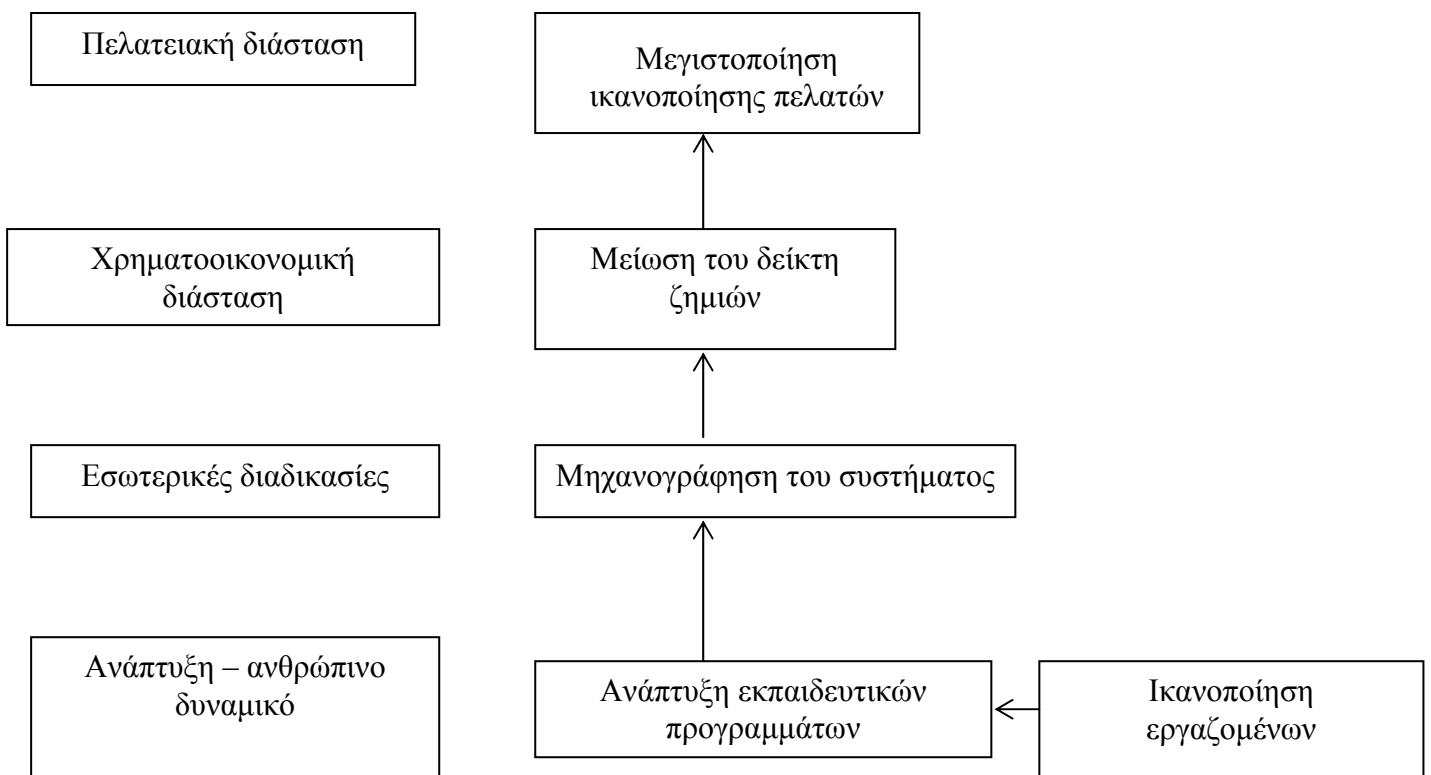 Πελατειακή διάσταση
Μεγιστοποίηση
ικανοποίησης πελατών
Χρηματοοικονομική
διάσταση
Μείωση του δείκτη
ζημιών
Εσωτερικές διαδικασίες
Μηχανογράφηση του συστήματος
Ανάπτυξη – ανθρώπινο
δυναμικό
Ανάπτυξη εκπαιδευτικών
προγραμμάτων
Ικανοποίηση
εργαζομένων